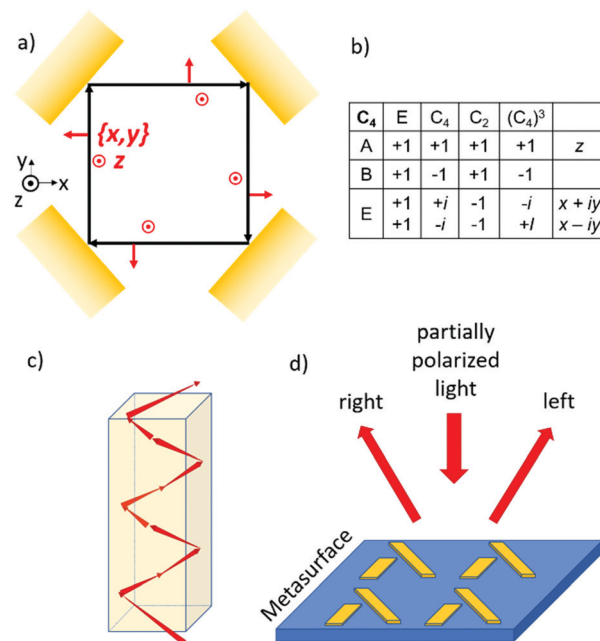 a)
{x,y}
z
y
x
z
b)
C₄ E C₄ C₂ (C₄)³
A +1 +1 +1 +1 z
B +1 -1 +1 -1
E +1 +i -1 -i x + iy
+1 -i -1 +I x – iy
c)
d)
partially
polarized
light
right left
Metasurface